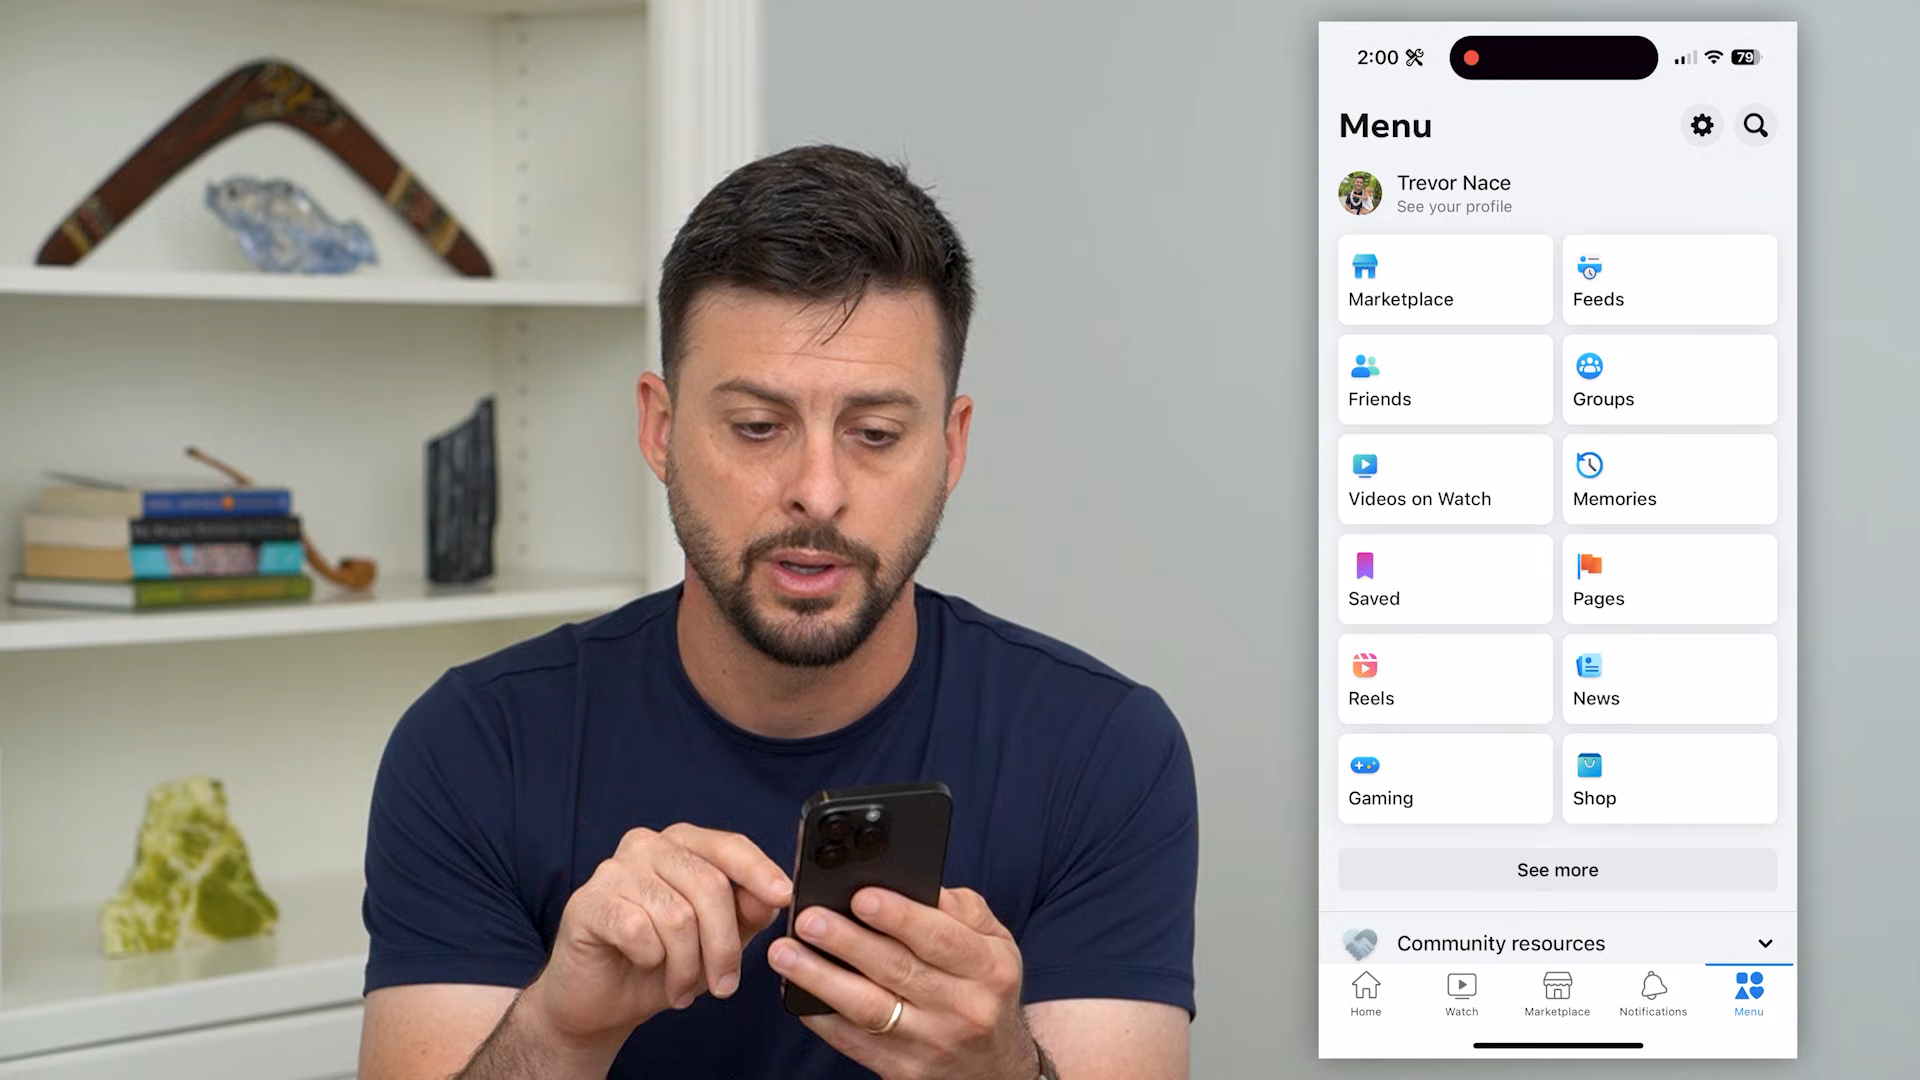 2:00
79
Menu
Trevor Nace
See your profile
Marketplace
Feeds
Friends
Groups
Videos on Watch
Memories
Saved
Pages
Reels
News
Gaming
Shop
See more
Community resources
Home
Watch
Marketplace
Notifications
Menu